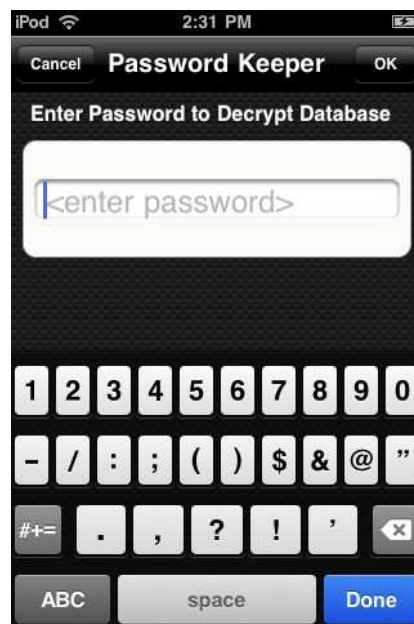 iPod 2:31 PM
Cancel Password Keeper OK
Enter Password to Decrypt Database
<enter password>
1 2 3 4 5 6 7 8 9 0
- / : ; ( ) $ & @ ”
#+= . , ? ! ’
ABC space Done